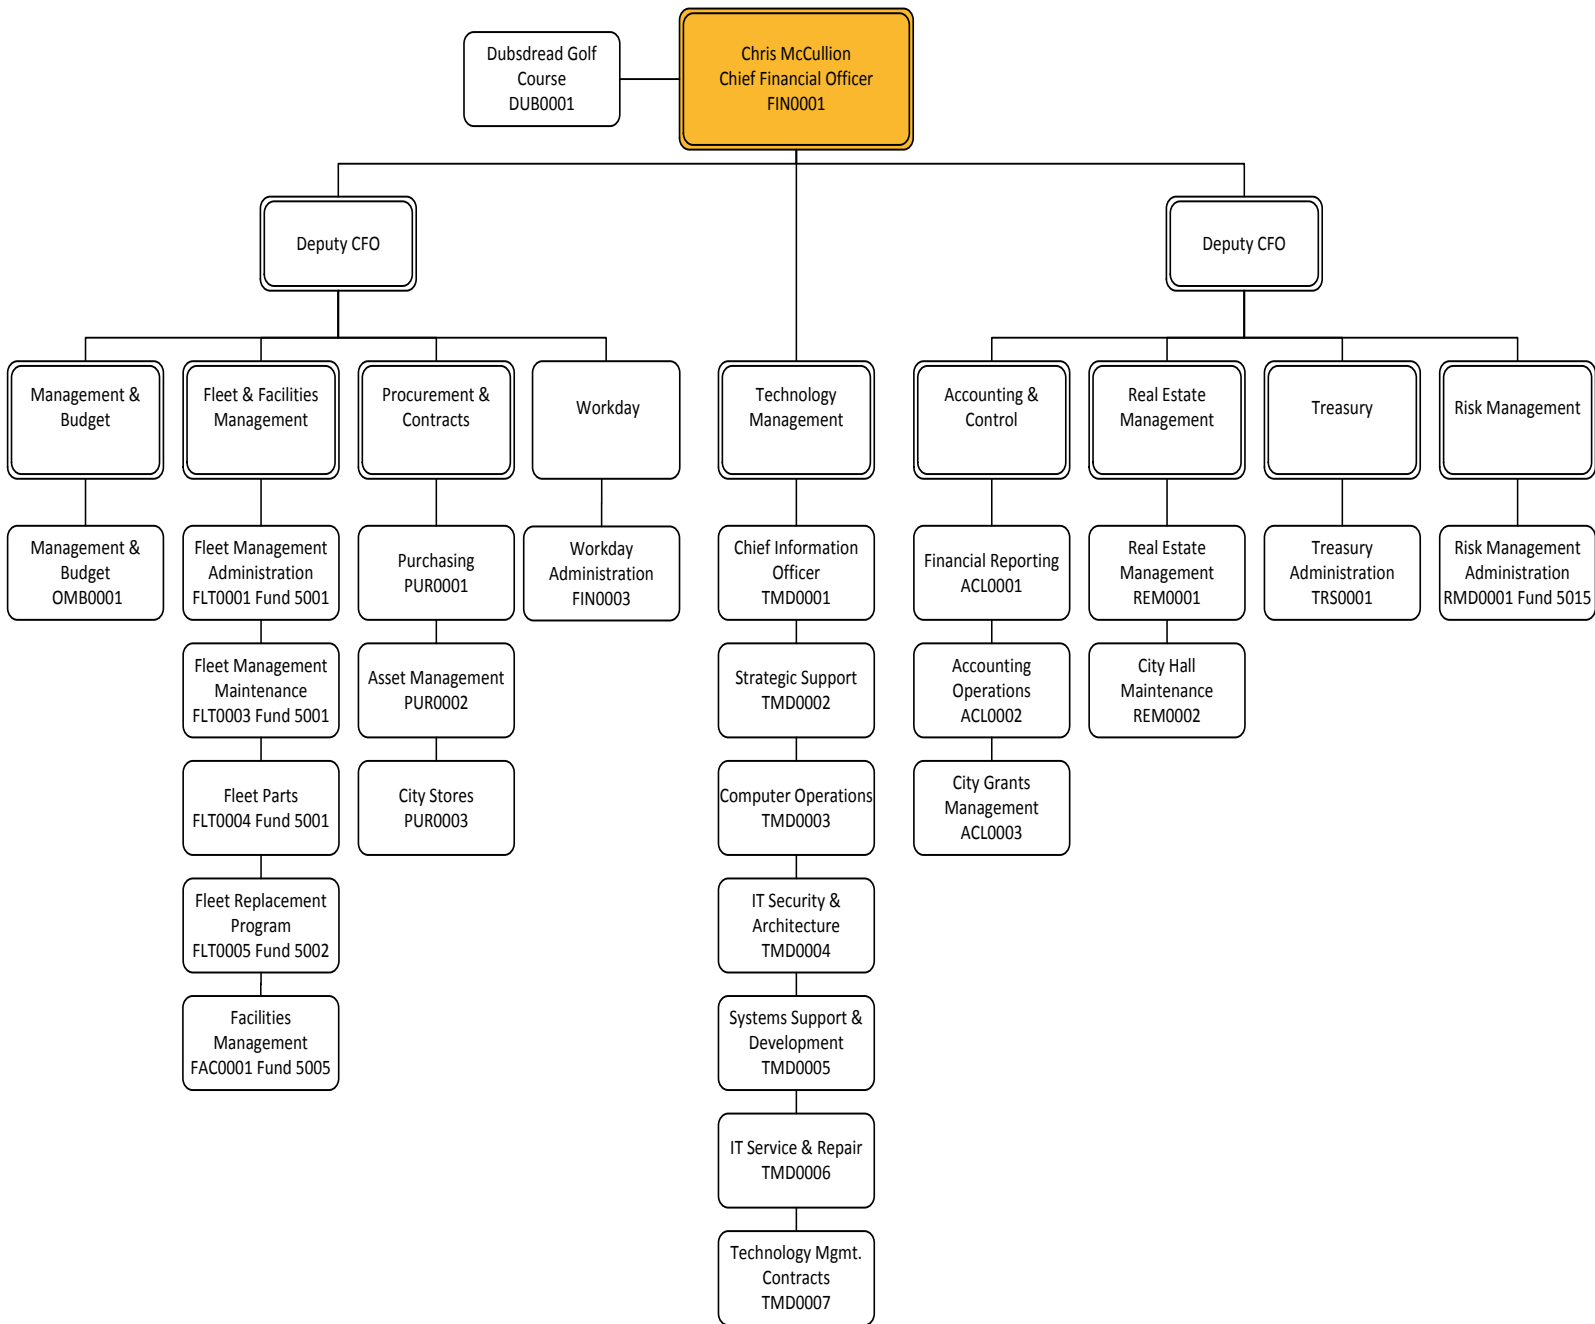 Dubsdread Golf
Course
DUB0001
Chris McCullion
Chief Financial Officer
FIN0001
Deputy CFO
Deputy CFO
Management &
Budget
Fleet & Facilities
Management
Procurement &
Contracts
Workday
Technology
Management
Accounting &
Control
Real Estate
Management
Treasury
Risk Management
Management &
Budget
OMB0001
Fleet Management
Administration
FLT0001 Fund 5001
Purchasing
PUR0001
Workday
Administration
FIN0003
Chief Information
Officer
TMD0001
Financial Reporting
ACL0001
Real Estate
Management
REM0001
Treasury
Administration
TRS0001
Risk Management
Administration
RMD0001 Fund 5015
Fleet Management
Maintenance
FLT0003 Fund 5001
Asset Management
PUR0002
Strategic Support
TMD0002
Accounting
Operations
ACL0002
City Hall
Maintenance
REM0002
Fleet Parts
FLT0004 Fund 5001
City Stores
PUR0003
Computer Operations
TMD0003
City Grants
Management
ACL0003
Fleet Replacement
Program
FLT0005 Fund 5002
IT Security &
Architecture
TMD0004
Facilities
Management
FAC0001 Fund 5005
Systems Support &
Development
TMD0005
IT Service & Repair
TMD0006
Technology Mgmt.
Contracts
TMD0007